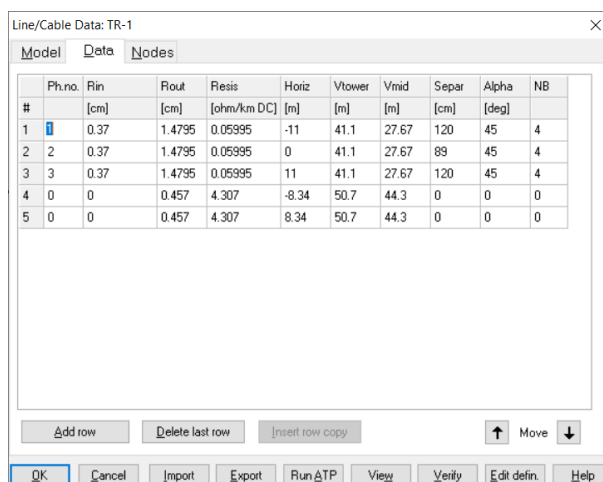 Line/Cable Data: TR-1
Model Data Nodes
Ph.no. Rin Rout Resis Horiz Vtower Vmid Separ Alpha NB
# [cm] [cm] [ohm/km DC] [m] [m] [m] [cm] [deg]
1 1 0.37 1.4795 0.05995 -11 41.1 27.67 120 45 4
2 2 0.37 1.4795 0.05995 0 41.1 27.67 89 45 4
3 3 0.37 1.4795 0.05995 11 41.1 27.67 120 45 4
4 0 0 0.457 4.307 -8.34 50.7 44.3 0 0 0
5 0 0 0.457 4.307 8.34 50.7 44.3 0 0 0
Add row Delete last row Insert row copy Move
OK Cancel Import Export Run ATP View Verify Edit defin. Help